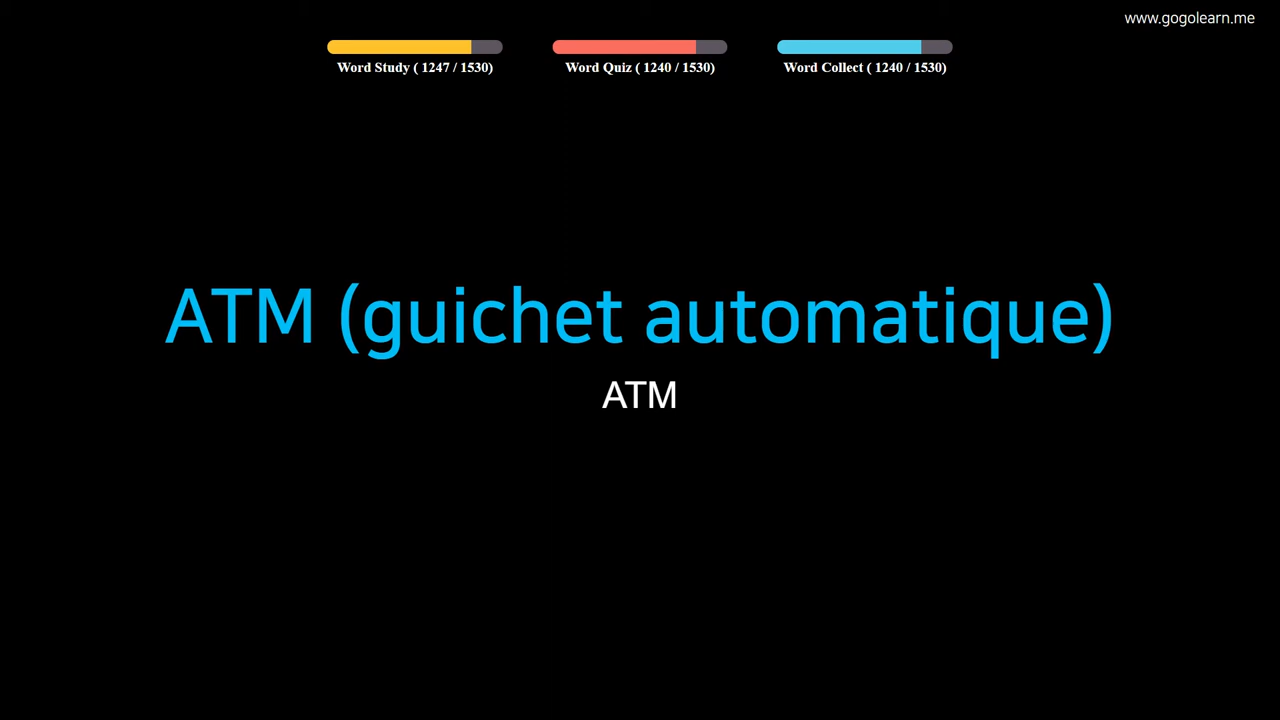 www.gogolearn.me
Word Study ( 1247 / 1530)
Word Quiz ( 1240 / 1530)
Word Collect ( 1240 / 1530)
ATM (guichet automatique)
ATM